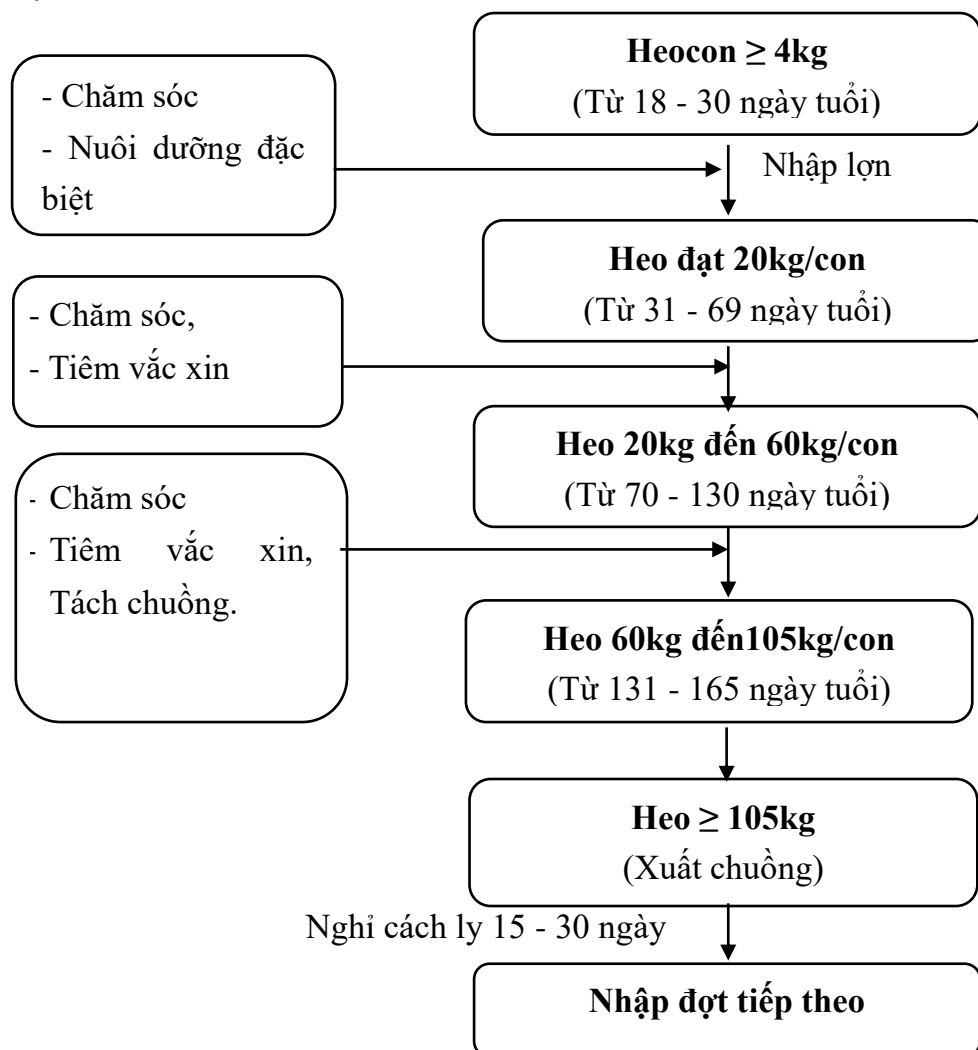 Heocon ≥ 4kg
(Từ 18 - 30 ngày tuổi)
- Chăm sóc
- Nuôi dưỡng đặc
biệt
Nhập lợn
Heo đạt 20kg/con
(Từ 31 - 69 ngày tuổi)
- Chăm sóc,
- Tiêm vắc xin
Heo 20kg đến 60kg/con
(Từ 70 - 130 ngày tuổi)
- Chăm sóc
- Tiêm vắc xin,
Tách chuồng.
Heo 60kg đến105kg/con
(Từ 131 - 165 ngày tuổi)
Heo ≥ 105kg
(Xuất chuồng)
Nghỉ cách ly 15 - 30 ngày
Nhập đợt tiếp theo